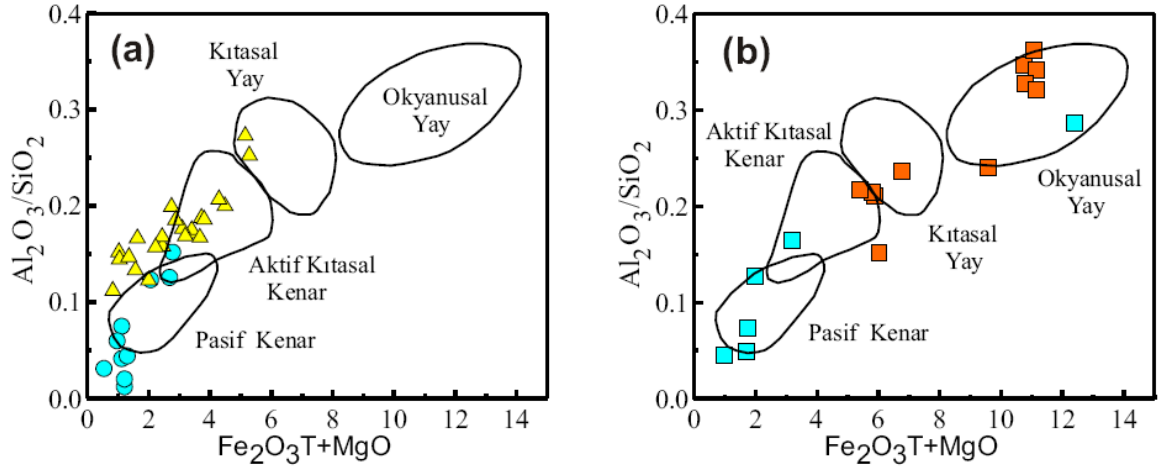 (a)
Al2O3/SiO2
0.4
0.3
0.2
0.1
0.0
Kıtasal
Yay
Okyanusal
Yay
Aktif Kıtasal
Kenar
Pasif Kenar
0 2 4 6 8 10 12 14
Fe2O3T+MgO
(b)
Al2O3/SiO2
0.4
0.3
0.2
0.1
0.0
Aktif Kıtasal
Kenar
Okyanusal
Yay
Kıtasal
Yay
Pasif Kenar
0 2 4 6 8 10 12 14
Fe2O3T+MgO